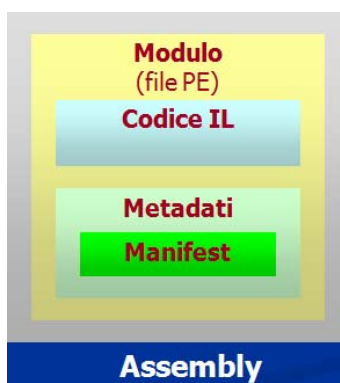 Modulo
(file PE)
Codice IL
Metadati
Manifest
Assembly